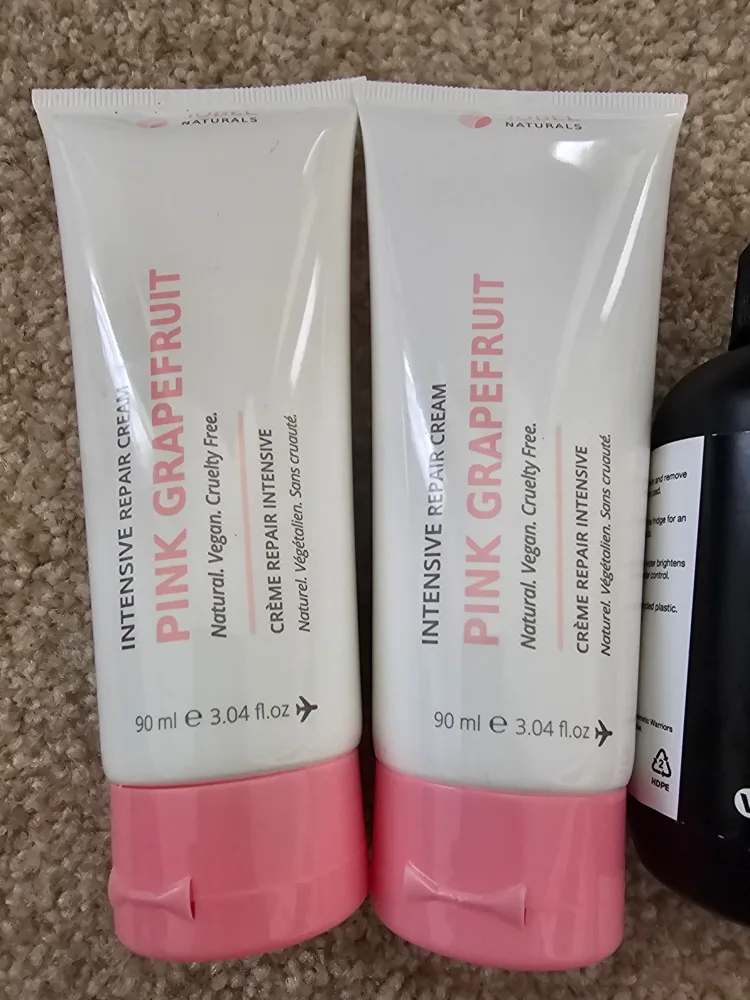 NATURALS
INTENSIVE REPAIR CREAM
PINK GRAPEFRUIT
Natural. Vegan. Cruelty Free.
CRÈME REPAIR INTENSIVE
Naturel. Végétalien. Sans cruauté.
90 ml e 3.04 fl.oz
NATURALS
INTENSIVE REPAIR CREAM
PINK GRAPEFRUIT
Natural. Vegan. Cruelty Free.
CRÈME REPAIR INTENSIVE
Naturel. Végétalien. Sans cruauté.
90 ml e 3.04 fl.oz
and remove
fridge for an
brightens
control.
plastic.
Warriors
2
HDPE